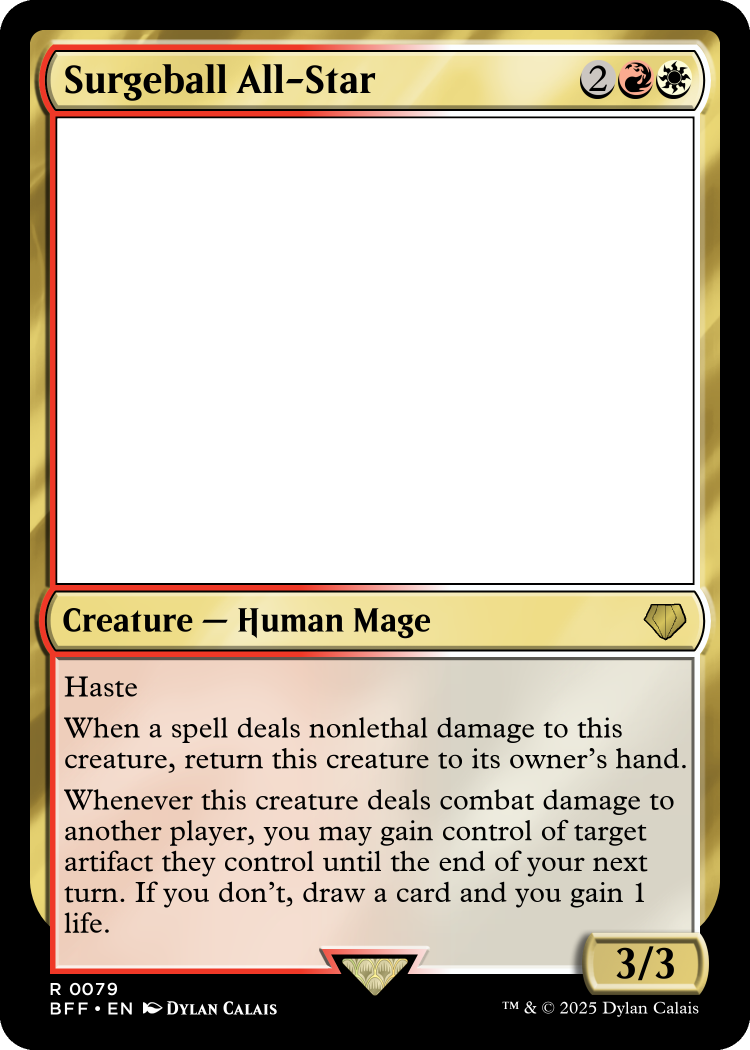 Surgeball All-Star 2
Creature — Human Mage
Haste
When a spell deals nonlethal damage to this
creature, return this creature to its owner's hand.
Whenever this creature deals combat damage to
another player, you may gain control of target
artifact they control until the end of your next
turn. If you don't, draw a card and you gain 1
life.
3/3
R 0079
BFF • EN DYLAN CALAIS
™ & © 2025 Dylan Calais